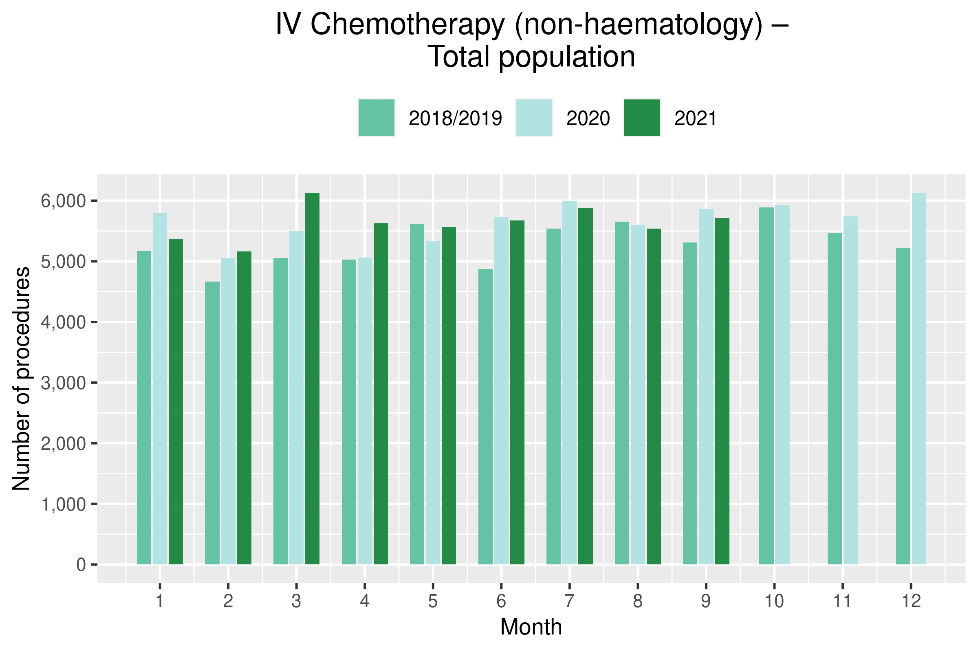 IV Chemotherapy (non-haematology) –
Total population
2018/2019 2020 2021
6,000
5,000
4,000
3,000
2,000
1,000
0
Number of procedures
1 2 3 4 5 6 7 8 9 10 11 12
Month